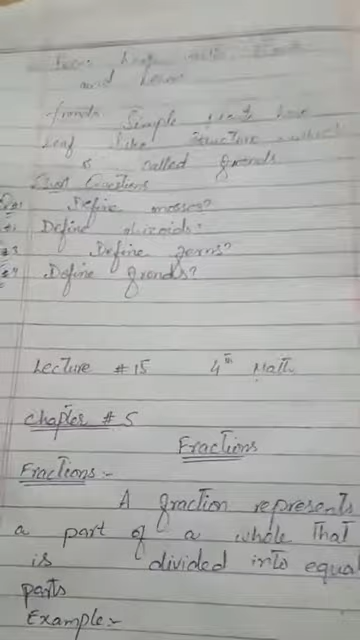 and
fronds Simple
Leaf like structure
is called fronds
Short Questions
Define mosses?
Define rhizoids?
Define ferns?
Define fronds?
Lecture #15 4th Math
Chapter # 5
Fractions
Fractions:-
A fraction represents
a part of a whole that
is divided into equal
parts
Example:-